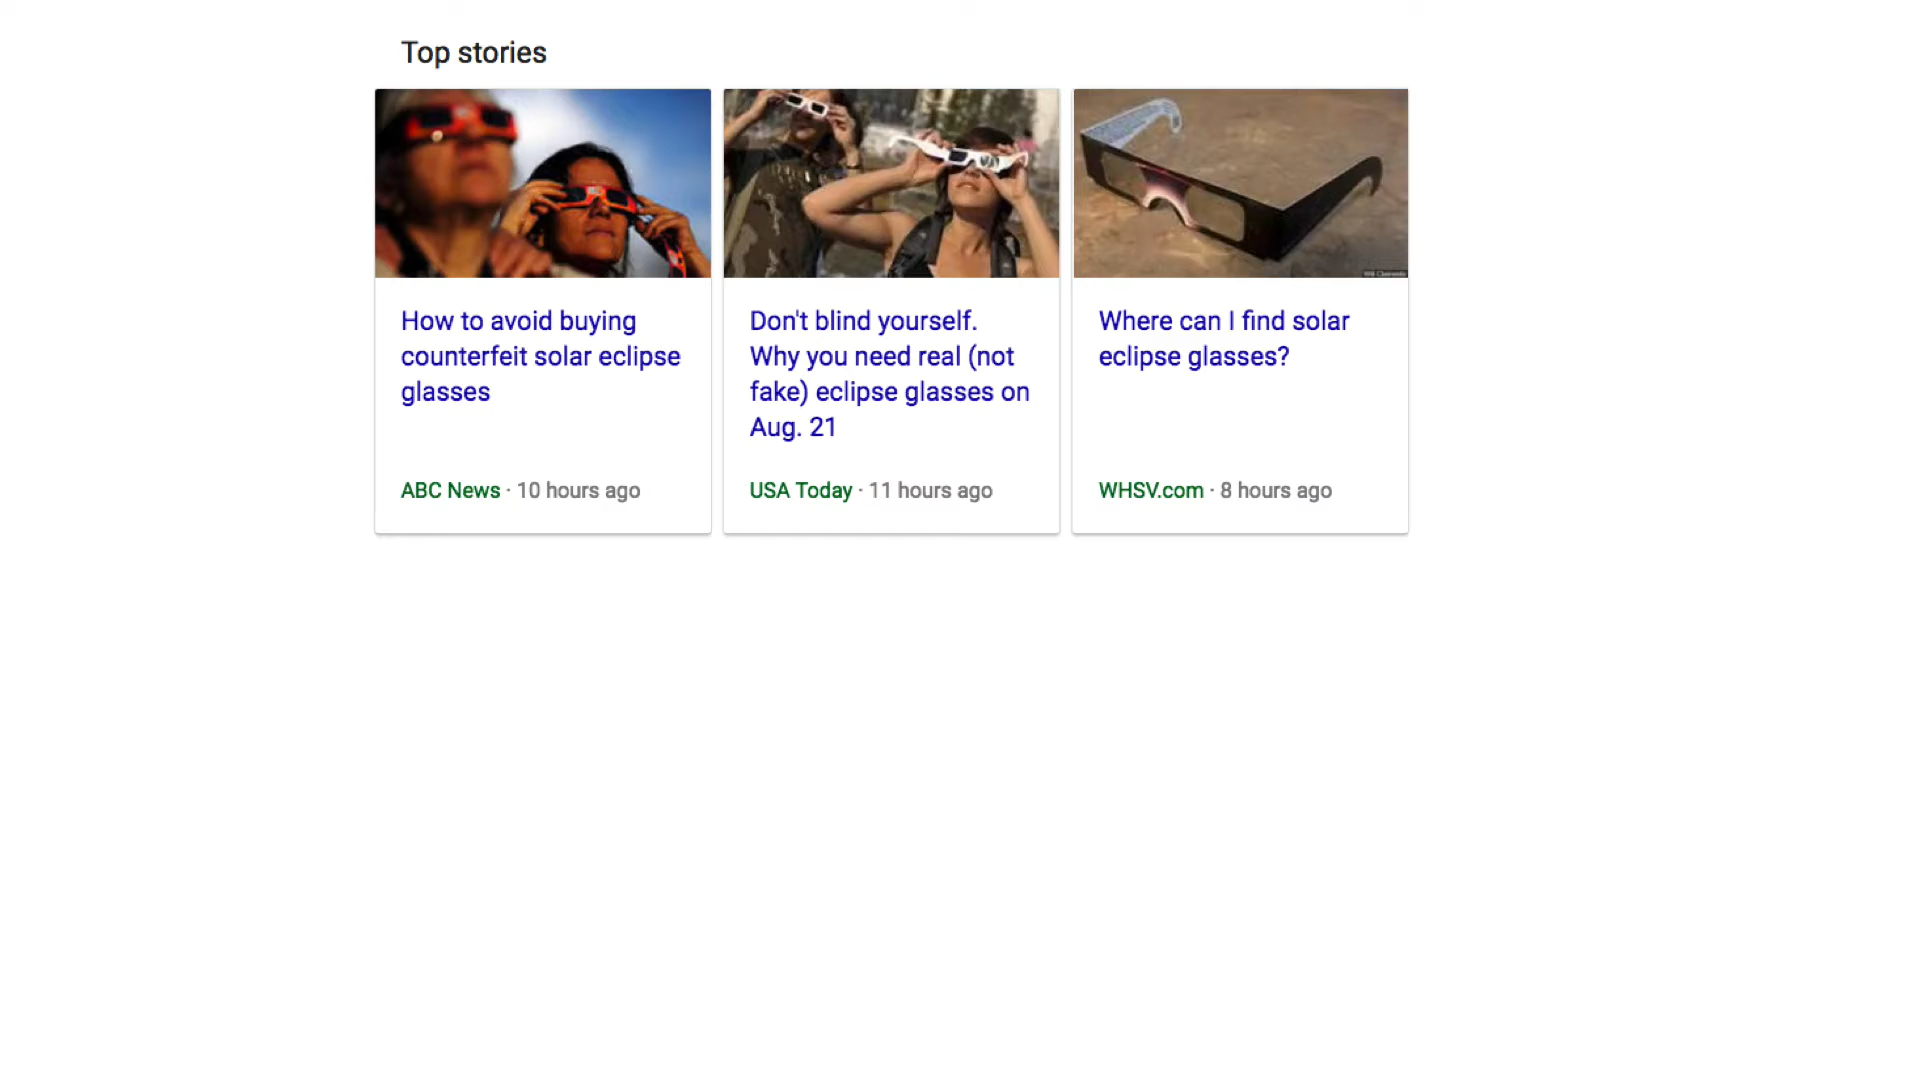 Top stories
How to avoid buying
counterfeit solar eclipse
glasses
ABC News · 10 hours ago
Don't blind yourself.
Why you need real (not
fake) eclipse glasses on
Aug. 21
USA Today · 11 hours ago
Where can I find solar
eclipse glasses?
WHSV.com · 8 hours ago